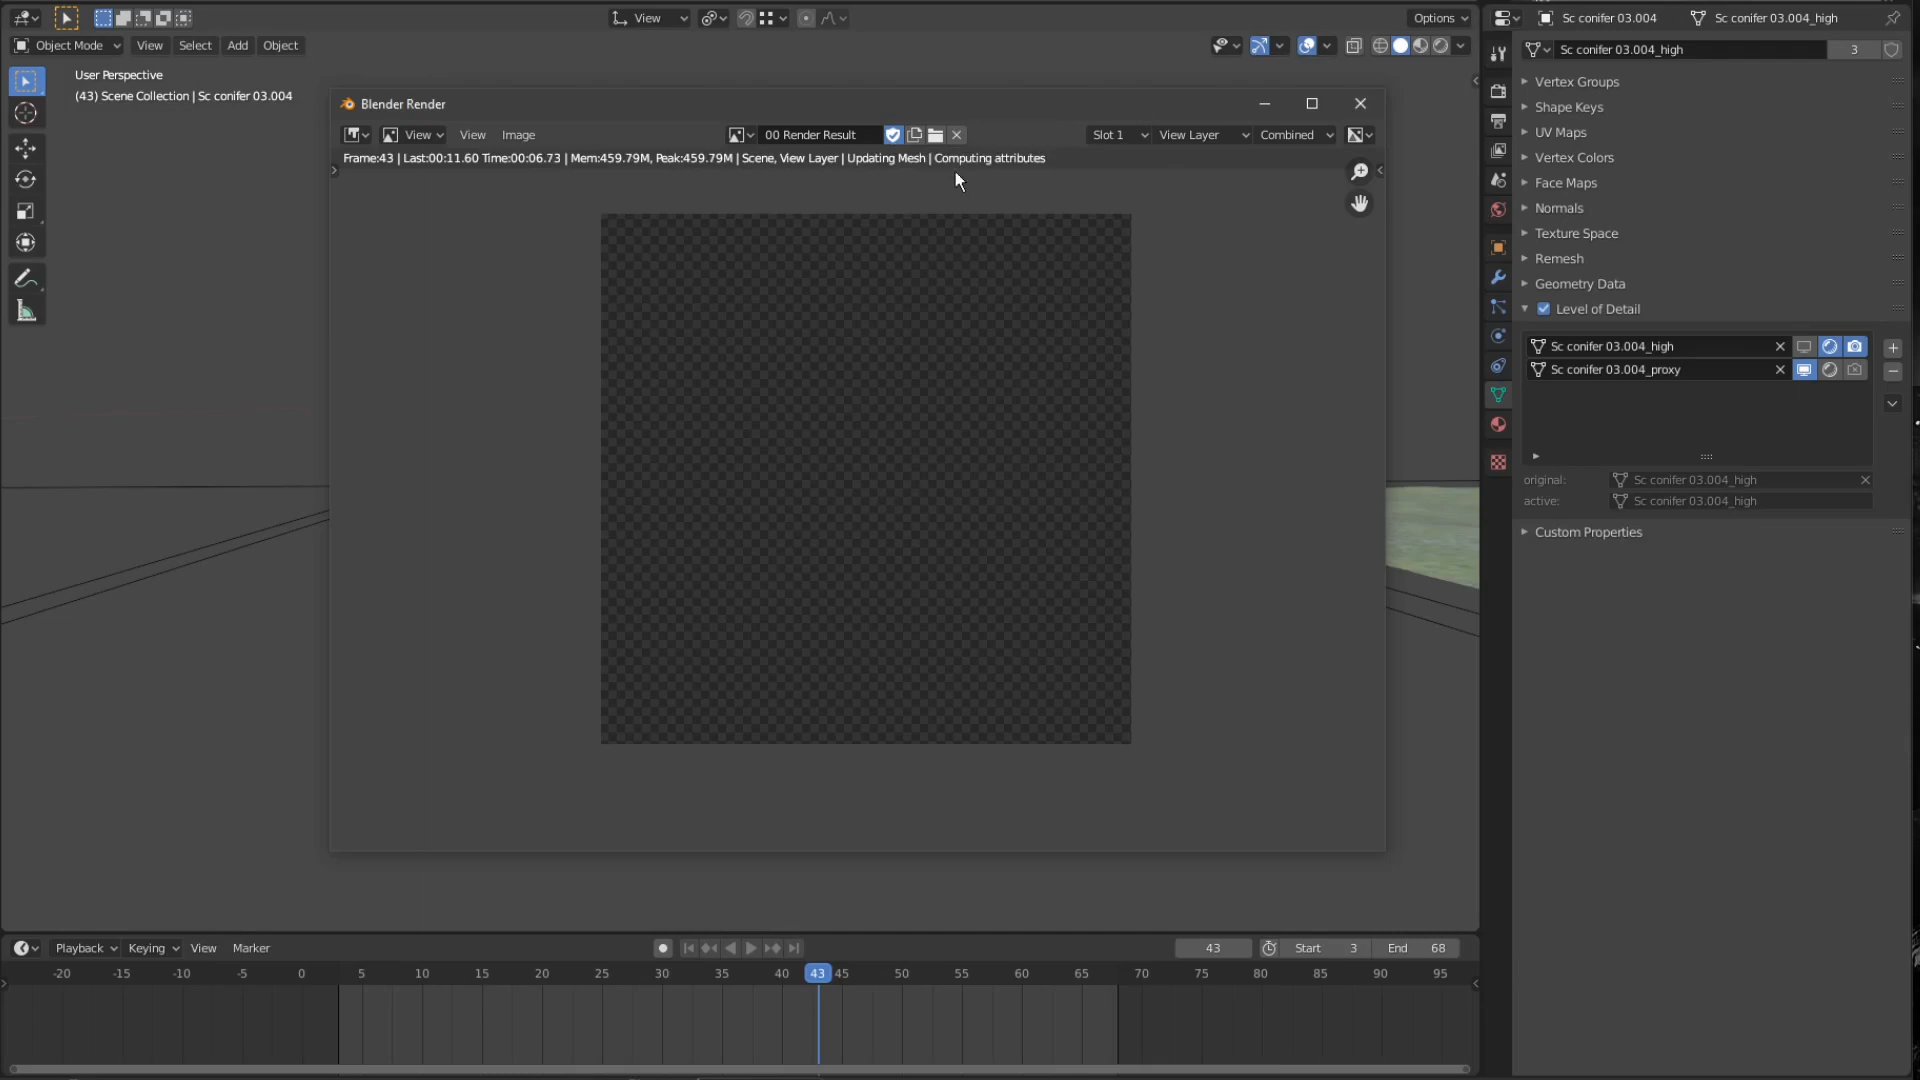 View
Options
Sc conifer 03.004
Sc conifer 03.004_high
Object Mode
View
Select
Add
Object
Sc conifer 03.004_high
3
User Perspective
(43) Scene Collection | Sc conifer 03.004
Vertex Groups
Shape Keys
UV Maps
Vertex Colors
Face Maps
Normals
Texture Space
Remesh
Geometry Data
Level of Detail
Sc conifer 03.004_high
Sc conifer 03.004_proxy
original:
Sc conifer 03.004_high
active:
Sc conifer 03.004_high
Custom Properties
Blender Render
View
View
Image
00 Render Result
Slot 1
View Layer
Combined
Frame:43 | Last:00:11.60 Time:00:06.73 | Mem:459.79M, Peak:459.79M | Scene, View Layer | Updating Mesh | Computing attributes
Playback
Keying
View
Marker
43
Start 3
End 68
-20 -15 -10 -5 0 5 10 15 20 25 30 35 40 43 45 50 55 60 65 70 75 80 85 90 95